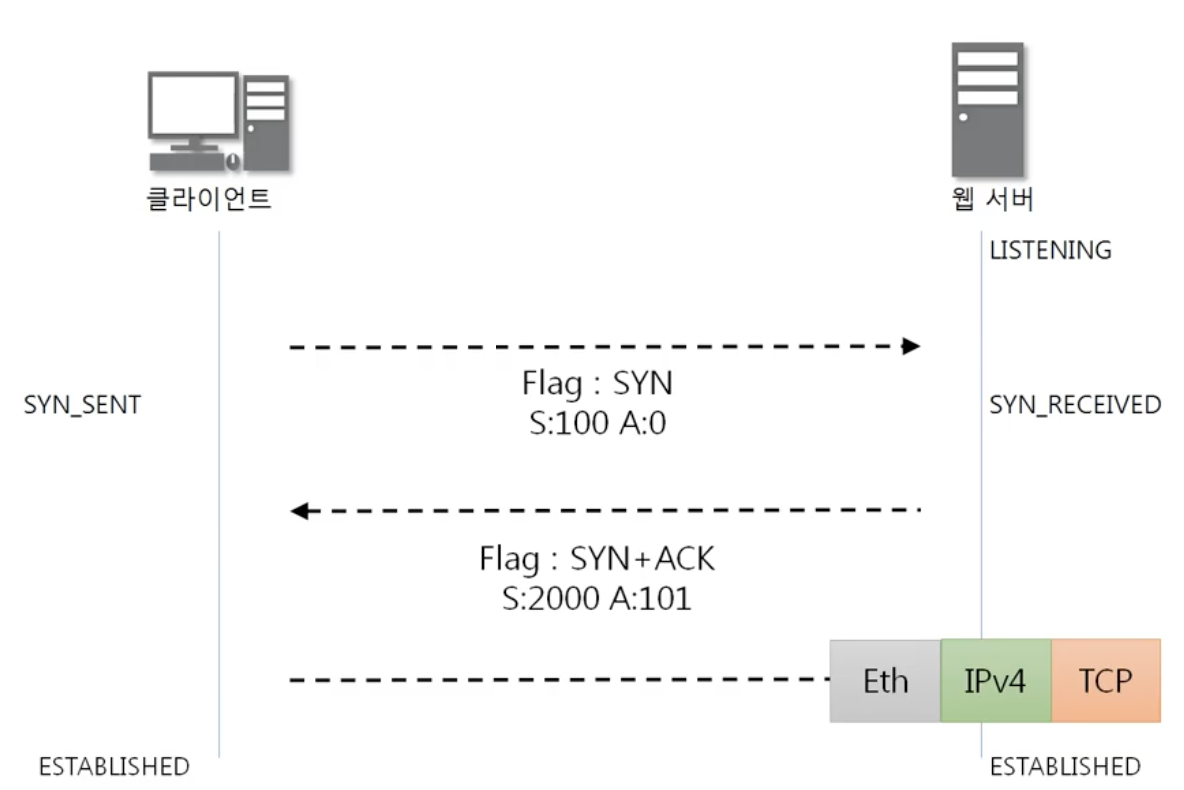 클라이언트
웹 서버
LISTENING
Flag : SYN
S:100 A:0
SYN_SENT
SYN_RECEIVED
Flag : SYN+ACK
S:2000 A:101
Eth
IPv4
TCP
ESTABLISHED
ESTABLISHED